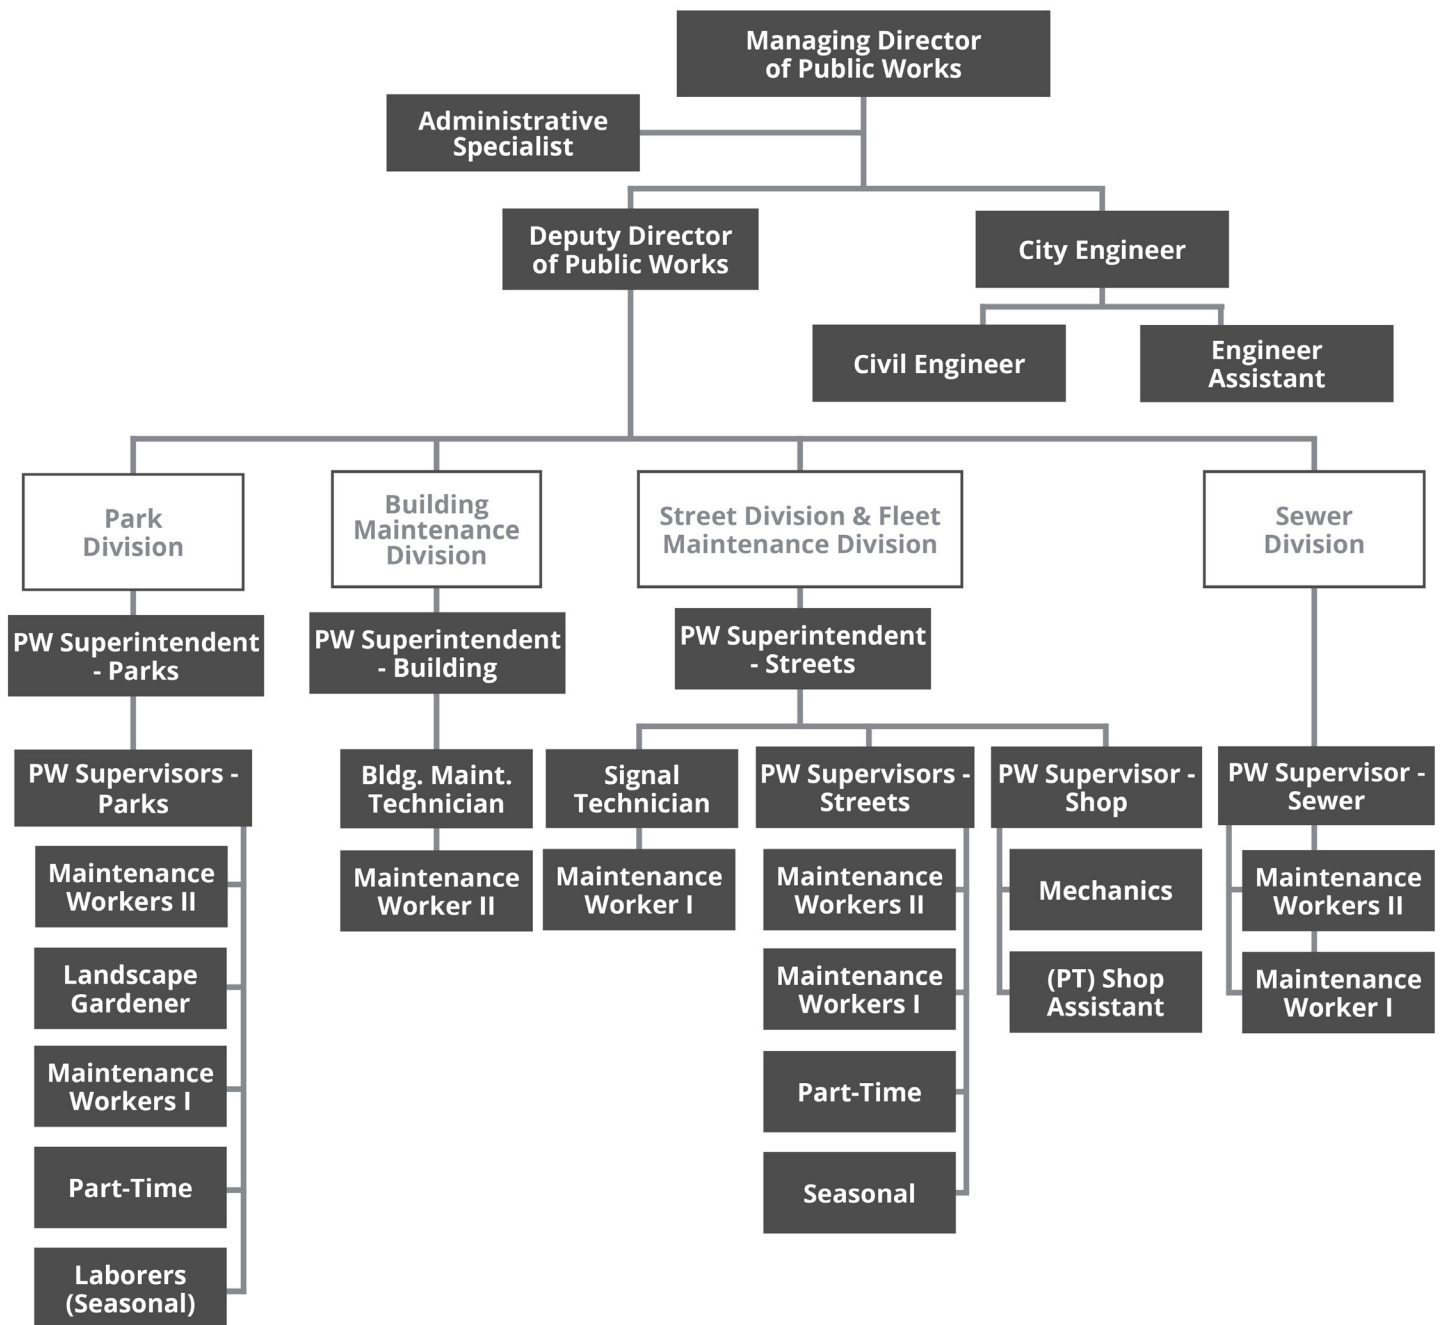 Managing Director
of Public Works
Administrative
Specialist
Deputy Director
of Public Works
City Engineer
Civil Engineer
Engineer
Assistant
Park
Division
Building
Maintenance
Division
Street Division & Fleet
Maintenance Division
Sewer
Division
PW Superintendent
- Parks
PW Superintendent
- Building
PW Superintendent
- Streets
PW Supervisors -
Parks
Bldg. Maint.
Technician
Signal
Technician
PW Supervisors -
Streets
PW Supervisor -
Shop
PW Supervisor -
Sewer
Maintenance
Workers II
Maintenance
Worker II
Maintenance
Worker I
Maintenance
Workers II
Mechanics
Maintenance
Workers II
Landscape
Gardener
Maintenance
Workers I
(PT) Shop
Assistant
Maintenance
Worker I
Maintenance
Workers I
Part-Time
Part-Time
Seasonal
Laborers
(Seasonal)